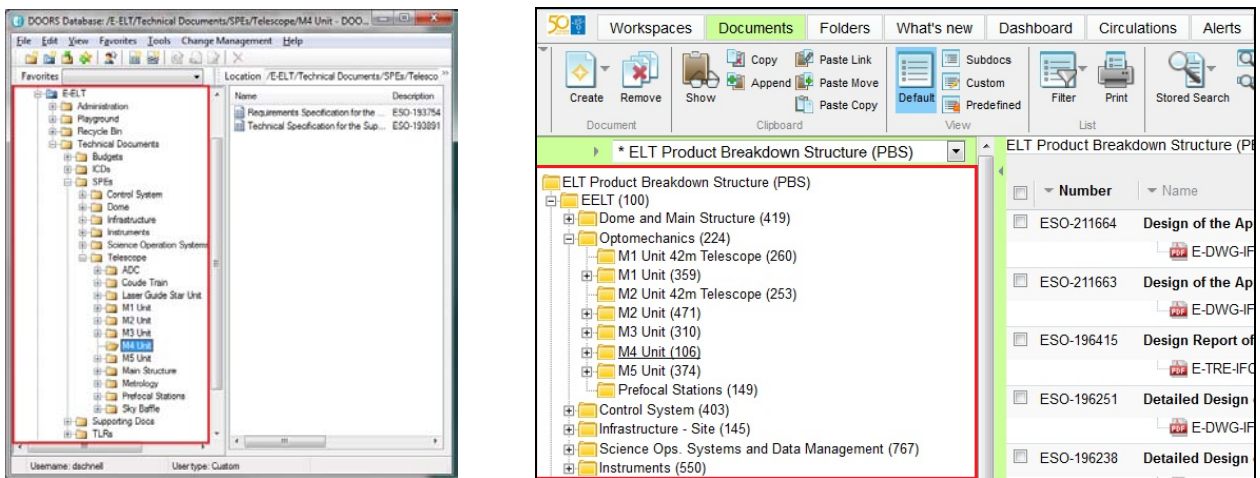 DOORS Database: /E-ELT/Technical Documents/SPEs/Telescope/M4 Unit - DOO...
File Edit View Favorites Tools Change Management Help
Favorites
Location /E-ELT/Technical Documents/SPEs/Telesco »
E-ELT
Administration
Playground
Recycle Bin
Technical Documents
Budgets
ICDs
SPEs
Control System
Dome
Infrastructure
Instruments
Science Operation Systems
Telescope
ADC
Coude Train
Laser Guide Star Unit
M1 Unit
M2 Unit
M3 Unit
M4 Unit
M5 Unit
Main Structure
Metrology
Prefocal Stations
Sky Baffle
Supporting Docs
TLRs
Name Description
Requirements Specification for the ... ESO-193754
Technical Specification for the Sup... ESO-193891
Username: dschnell User type: Custom
50 Workspaces Documents Folders What's new Dashboard Circulations Alerts
Create Remove Show Copy Append Paste Link Paste Move Paste Copy Default Subdocs Custom Predefined Filter Print Stored Search
Document Clipboard View List
* ELT Product Breakdown Structure (PBS)
ELT Product Breakdown Structure (PBS)
EELT (100)
Dome and Main Structure (419)
Optomechanics (224)
M1 Unit 42m Telescope (260)
M1 Unit (359)
M2 Unit 42m Telescope (253)
M2 Unit (471)
M3 Unit (310)
M4 Unit (106)
M5 Unit (374)
Prefocal Stations (149)
Control System (403)
Infrastructure - Site (145)
Science Ops. Systems and Data Management (767)
Instruments (550)
ELT Product Breakdown Structure (
Number Name
ESO-211664 Design of the Ap
E-DWG-IF
ESO-211663 Design of the Ap
E-DWG-IF
ESO-196415 Design Report of
E-TRE-IFO
ESO-196251 Detailed Design
E-DWG-IF
ESO-196238 Detailed Design